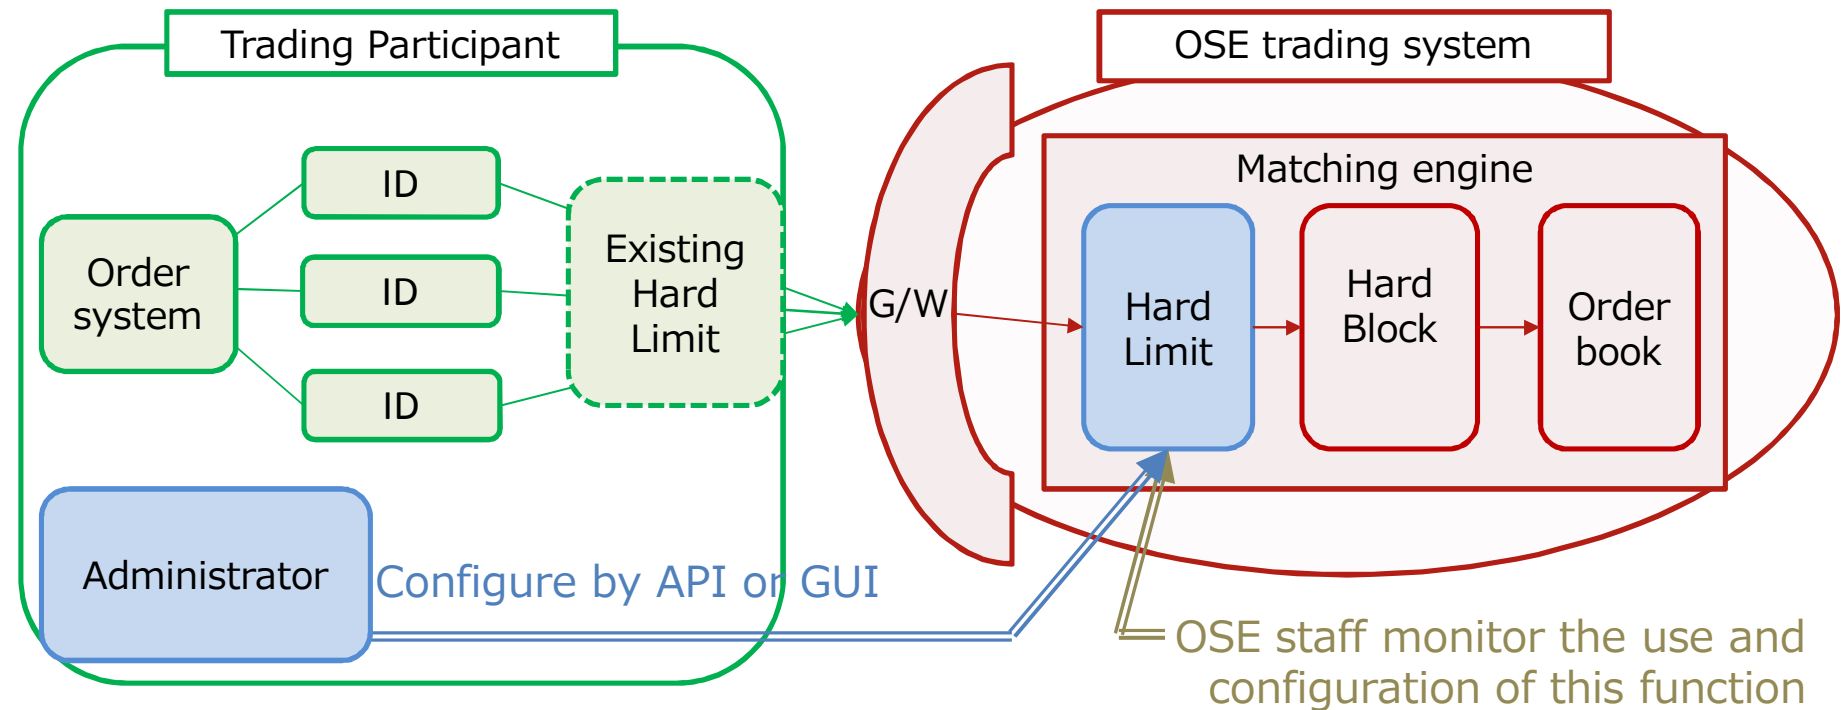 Trading Participant
OSE trading system
Matching engine
ID
ID
ID
Order
system
Existing
Hard
Limit
G/W
Hard
Limit
Hard
Block
Order
book
Administrator
Configure by API or GUI
OSE staff monitor the use and
configuration of this function